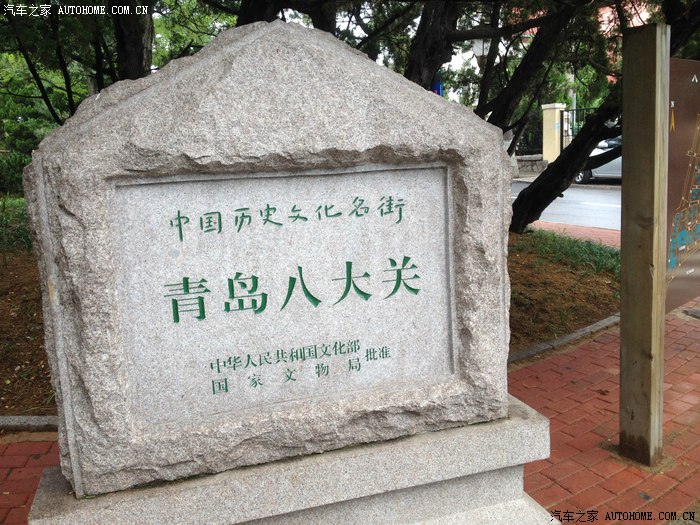 汽车之家 AUTOHOME.COM.CN
中国历史文化名街
青岛八大关
中华人民共和国文化部
国家文物局
批准
汽车之家 AUTOHOME.COM.CN